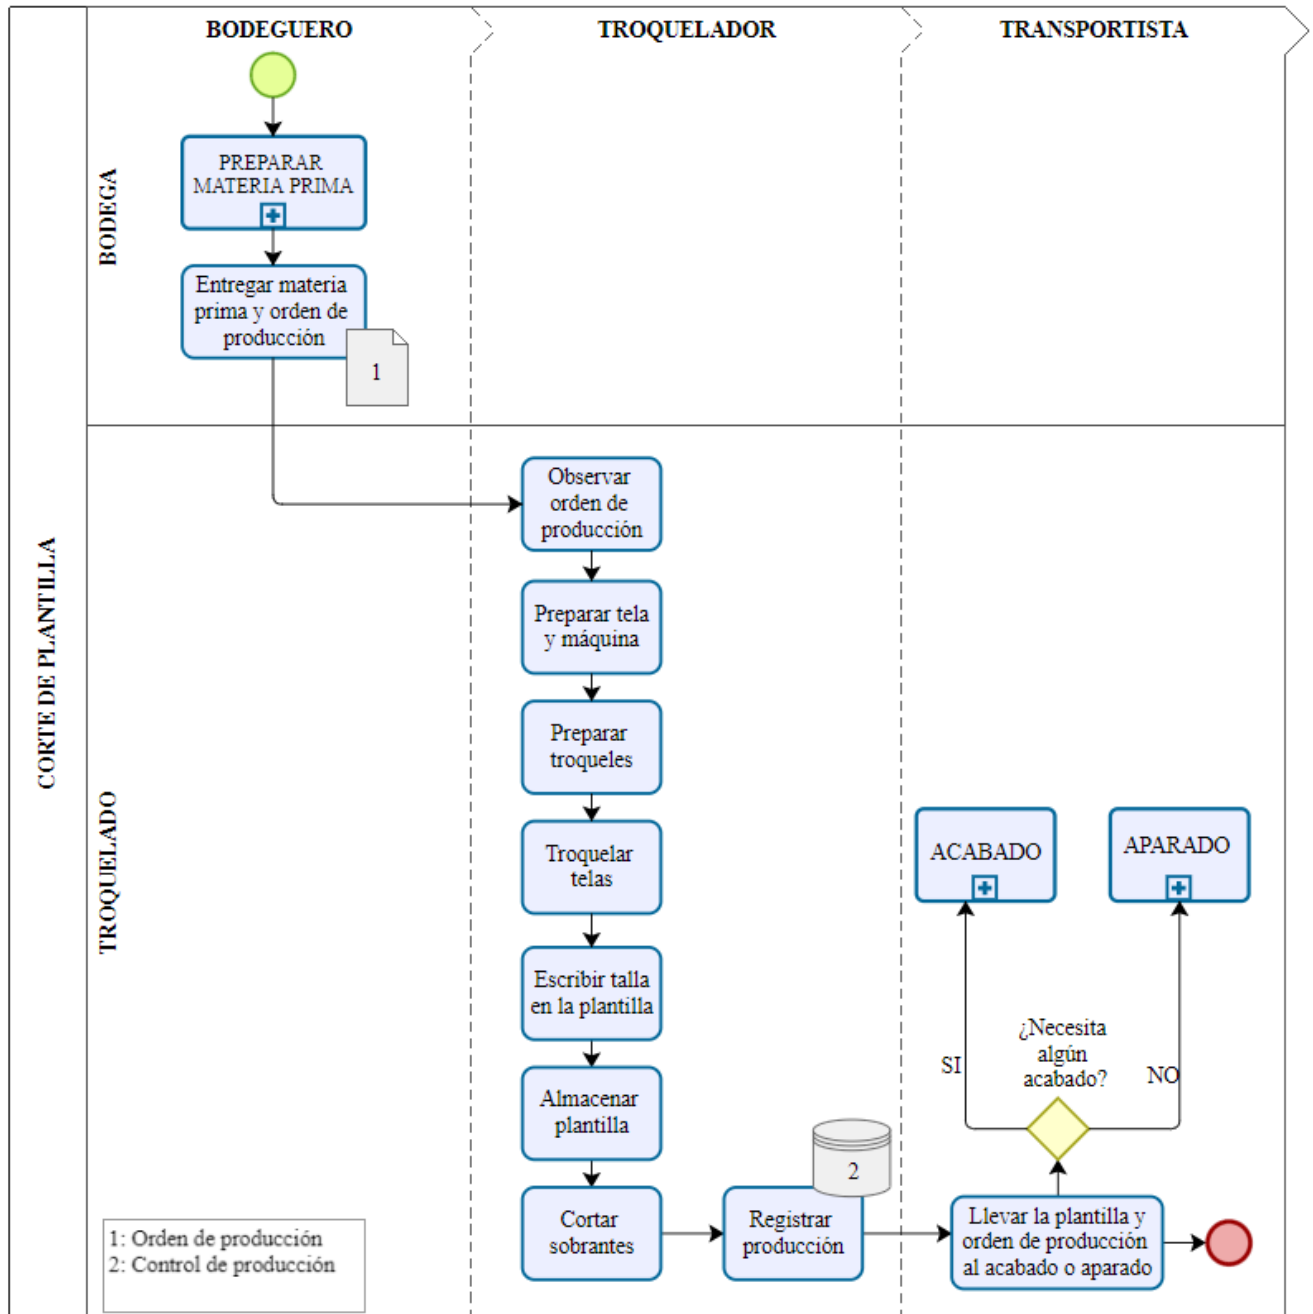 BODEGUERO
TROQUELADOR
TRANSPORTISTA
CORTE DE PLANTILLA
BODEGA
PREPARAR
MATERIA PRIMA
Entregar materia
prima y orden de
producción
1
TROQUELADO
Observar
orden de
producción
Preparar tela
y máquina
Preparar
troqueles
Troquelar
telas
Escribir talla
en la plantilla
Almacenar
plantilla
Cortar
sobrantes
Registrar
producción
2
Llevar la plantilla y
orden de producción
al acabado o aparado
¿Necesita
algún
acabado?
SI
NO
ACABADO
APARADO
1: Orden de producción
2: Control de producción